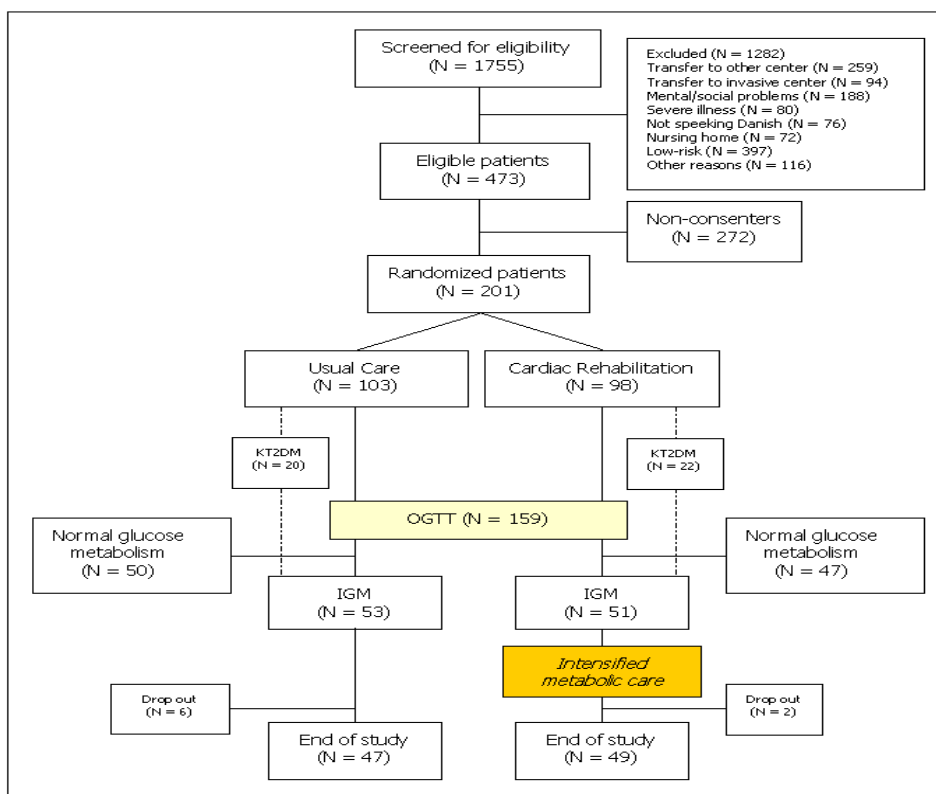 Screened for eligibility
(N = 1755)
Excluded (N = 1282)
Transfer to other center (N = 259)
Transfer to invasive center (N = 94)
Mental/social problems (N = 188)
Severe illness (N = 80)
Not speeking Danish (N = 76)
Nursing home (N = 72)
Low-risk (N = 397)
Other reasons (N = 116)
Eligible patients
(N = 473)
Non-consenters
(N = 272)
Randomized patients
(N = 201)
Usual Care
(N = 103)
Cardiac Rehabilitation
(N = 98)
KT2DM
(N = 20)
KT2DM
(N = 22)
OGTT (N = 159)
Normal glucose
metabolism
(N = 50)
Normal glucose
metabolism
(N = 47)
IGM
(N = 53)
IGM
(N = 51)
Intensified
metabolic care
Drop out
(N = 6)
Drop out
(N = 2)
End of study
(N = 47)
End of study
(N = 49)